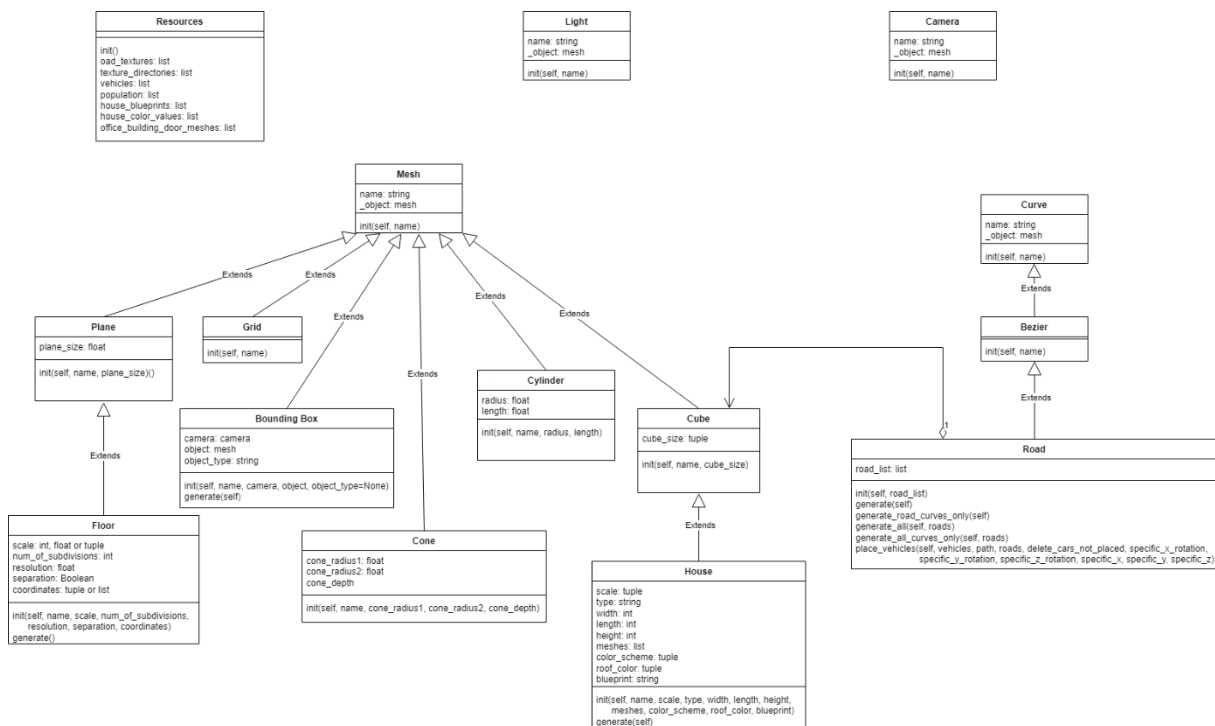 Resources
init()
oad_textures: list
texture_directories: list
vehicles: list
population: list
house_blueprints: list
house_color_values: list
office_building_door_meshes: list
Light
name: string
_object: mesh
init(self, name)
Camera
name: string
_object: mesh
init(self, name)
Mesh
name: string
_object: mesh
init(self, name)
Curve
name: string
_object: mesh
init(self, name)
Extends
Extends
Extends
Extends
Extends
Extends
Extends
Plane
plane_size: float
init(self, name, plane_size)()
Grid
init(self, name)
Bezier
init(self, name)
Extends
Bounding Box
camera: camera
object: mesh
object_type: string
init(self, name, camera, object, object_type=None)
generate(self)
Cylinder
radius: float
length: float
init(self, name, radius, length)
Cube
cube_size: tuple
init(self, name, cube_size)
1
Road
road_list: list
init(self, road_list)
generate(self)
generate_road_curves_only(self)
generate_all(self, roads)
generate_all_curves_only(self, roads)
place_vehicles(self, vehicles, path, roads, delete_cars_not_placed, specific_x_rotation,
specific_y_rotation, specific_z_rotation, specific_x, specific_y, specific_z)
Extends
Extends
Floor
scale: int, float or tuple
num_of_subdivisions: int
resolution: float
separation: Boolean
coordinates: tuple or list
init(self, name, scale, num_of_subdivisions,
resolution, separation, coordinates)
generate()
Cone
cone_radius1: float
cone_radius2: float
cone_depth
init(self, name, cone_radius1, cone_radius2, cone_depth)
House
scale: tuple
type: string
width: int
length: int
height: int
meshes: list
color_scheme: tuple
roof_color: tuple
blueprint: string
init(self, name, scale, type, width, length, height,
meshes, color_scheme, roof_color, blueprint)
generate(self)